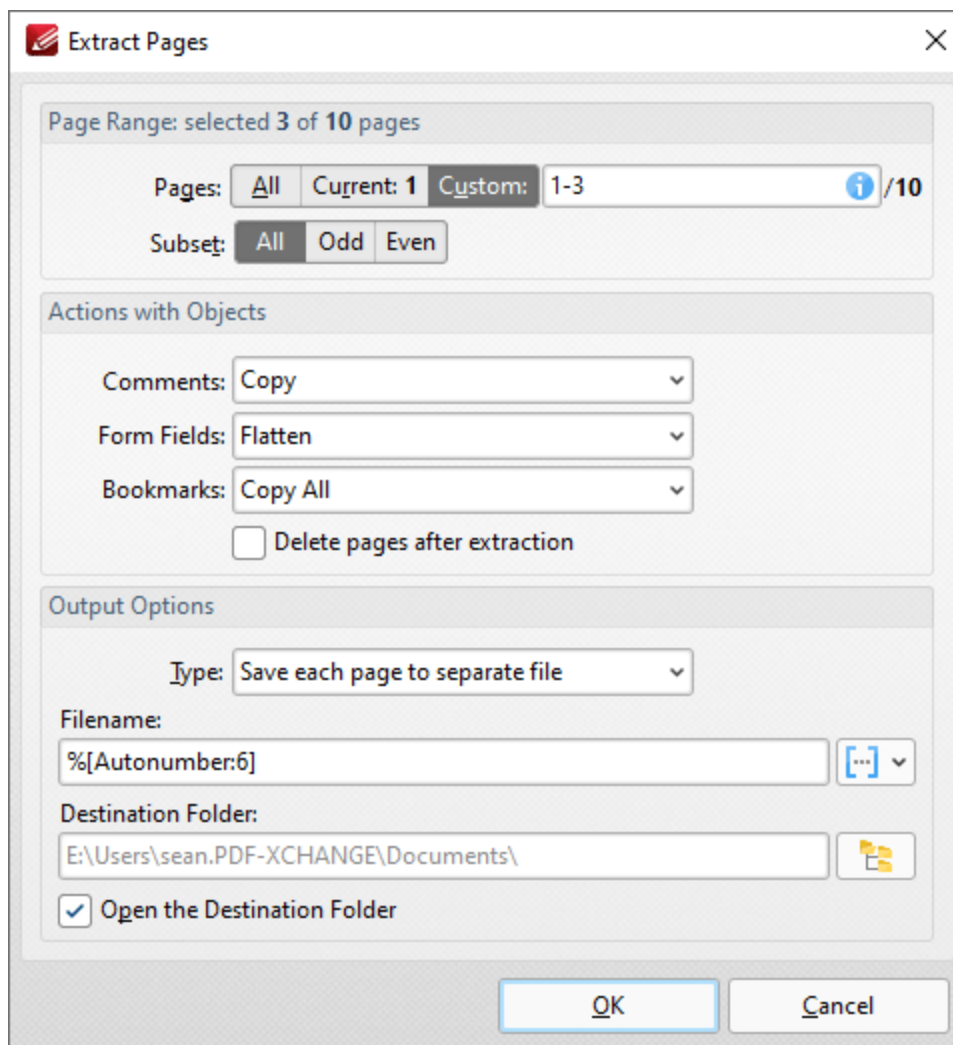 Extract Pages
Page Range: selected 3 of 10 pages
Pages: All Current: 1 Custom: 1-3 /10
Subset: All Odd Even
Actions with Objects
Comments: Copy
Form Fields: Flatten
Bookmarks: Copy All
Delete pages after extraction
Output Options
Type: Save each page to separate file
Filename:
%[Autonumber:6]
Destination Folder:
E:\Users\sean.PDF-XCHANGE\Documents\
Open the Destination Folder
OK Cancel